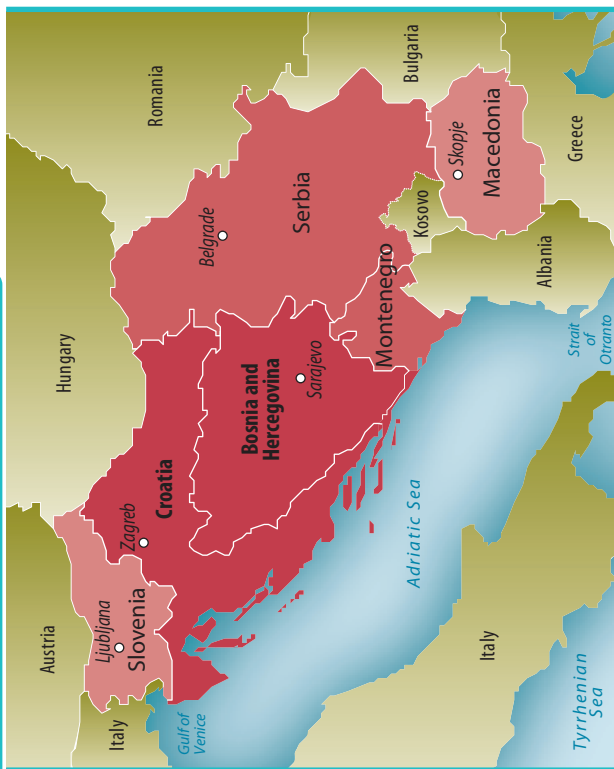 Austria
Hungary
Romania
Ljubljana
Slovenia
Italy
Zagreb
Croatia
Gulf of
Venice
Belgrade
Bosnia and
Hercegovina
Sarajevo
Serbia
Montenegro
Bulgaria
Adriatic Sea
Kosovo
Skopje
Macedonia
Italy
Albania
Greece
Strait
of
Otranto
Tyrrhenian
Sea